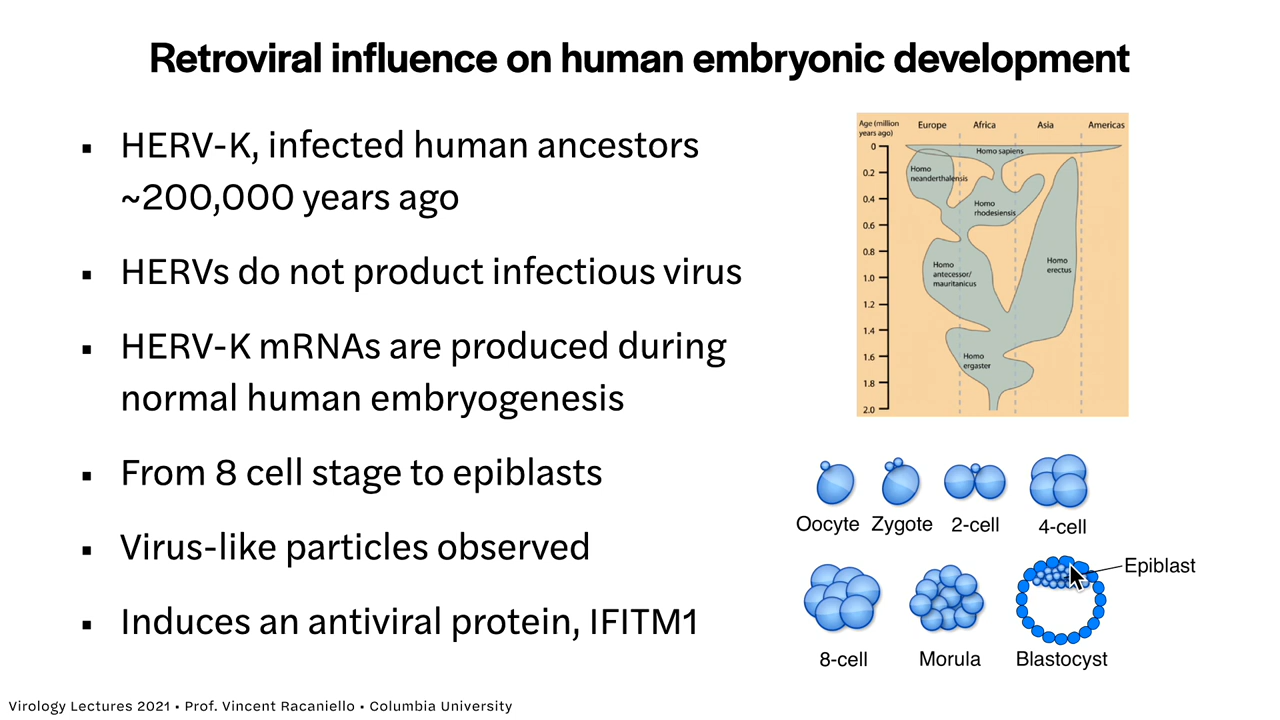 Retroviral influence on human embryonic development
▪ HERV-K, infected human ancestors
~200,000 years ago
▪ HERVs do not product infectious virus
▪ HERV-K mRNAs are produced during
normal human embryogenesis
▪ From 8 cell stage to epiblasts
▪ Virus-like particles observed
▪ Induces an antiviral protein, IFITM1
Age (million
years ago)
Europe
Africa
Asia
Americas
0
0.2
0.4
0.6
0.8
1.0
1.2
1.4
1.6
1.8
2.0
Homo sapiens
Homo
neanderthalensis
Homo
rhodesiensis
Homo
erectus
Homo
antecessor/
mauritanicus
Homo
ergaster
Oocyte Zygote 2-cell 4-cell
Epiblast
8-cell Morula Blastocyst
Virology Lectures 2021 • Prof. Vincent Racaniello • Columbia University